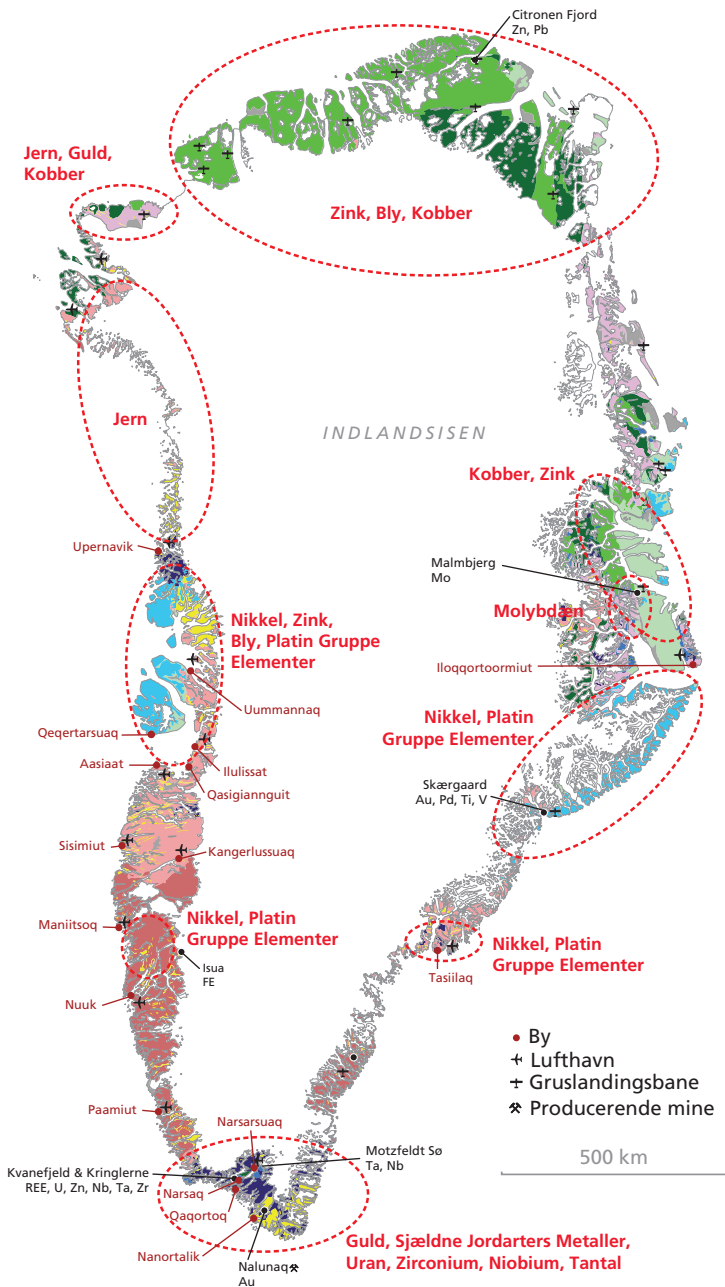 Citronen Fjord
Zn, Pb
Jern, Guld,
Kobber
Zink, Bly, Kobber
Jern
INDLANDSISEN
Kobber, Zink
Upernavik
Malmbjerg
Mo
Molybdæn
Nikkel, Zink,
Bly, Platin Gruppe
Elementer
Iloqqortoormiut
Uummannaq
Qeqertarsuaq
Nikkel, Platin
Gruppe Elementer
Ilulissat
Aasiaat
Qasigiannguit
Skærgaard
Au, Pd, Ti, V
Sisimiut
Kangerlussuaq
Maniitsoq
Nikkel, Platin
Gruppe Elementer
Nikkel, Platin
Gruppe Elementer
Isua
FE
Tasiilaq
Nuuk
By
Lufthavn
Gruslandingsbane
Producerende mine
Paamiut
Narsarsuaq
Motzfeldt Sø
Ta, Nb
500 km
Kvanefjeld & Kringlerne
REE, U, Zn, Nb, Ta, Zr
Narsaq
Qaqortoq
Nanortalik
Nalunaq
Au
Guld, Sjældne Jordarters Metaller,
Uran, Zirconium, Niobium, Tantal